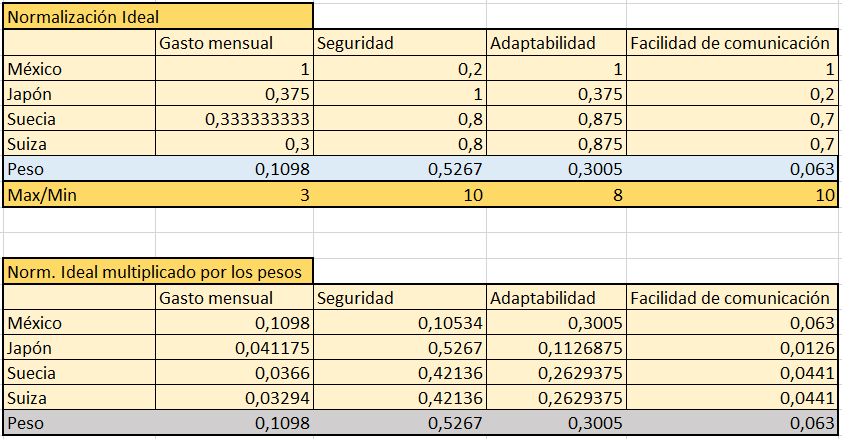 Normalización Ideal
Gasto mensual Seguridad Adaptabilidad Facilidad de comunicación
México 1 0,2 1 1
Japón 0,375 1 0,375 0,2
Suecia 0,333333333 0,8 0,875 0,7
Suiza 0,3 0,8 0,875 0,7
Peso 0,1098 0,5267 0,3005 0,063
Max/Min 3 10 8 10
Norm. Ideal multiplicado por los pesos
Gasto mensual Seguridad Adaptabilidad Facilidad de comunicación
México 0,1098 0,10534 0,3005 0,063
Japón 0,041175 0,5267 0,1126875 0,0126
Suecia 0,0366 0,42136 0,2629375 0,0441
Suiza 0,03294 0,42136 0,2629375 0,0441
Peso 0,1098 0,5267 0,3005 0,063